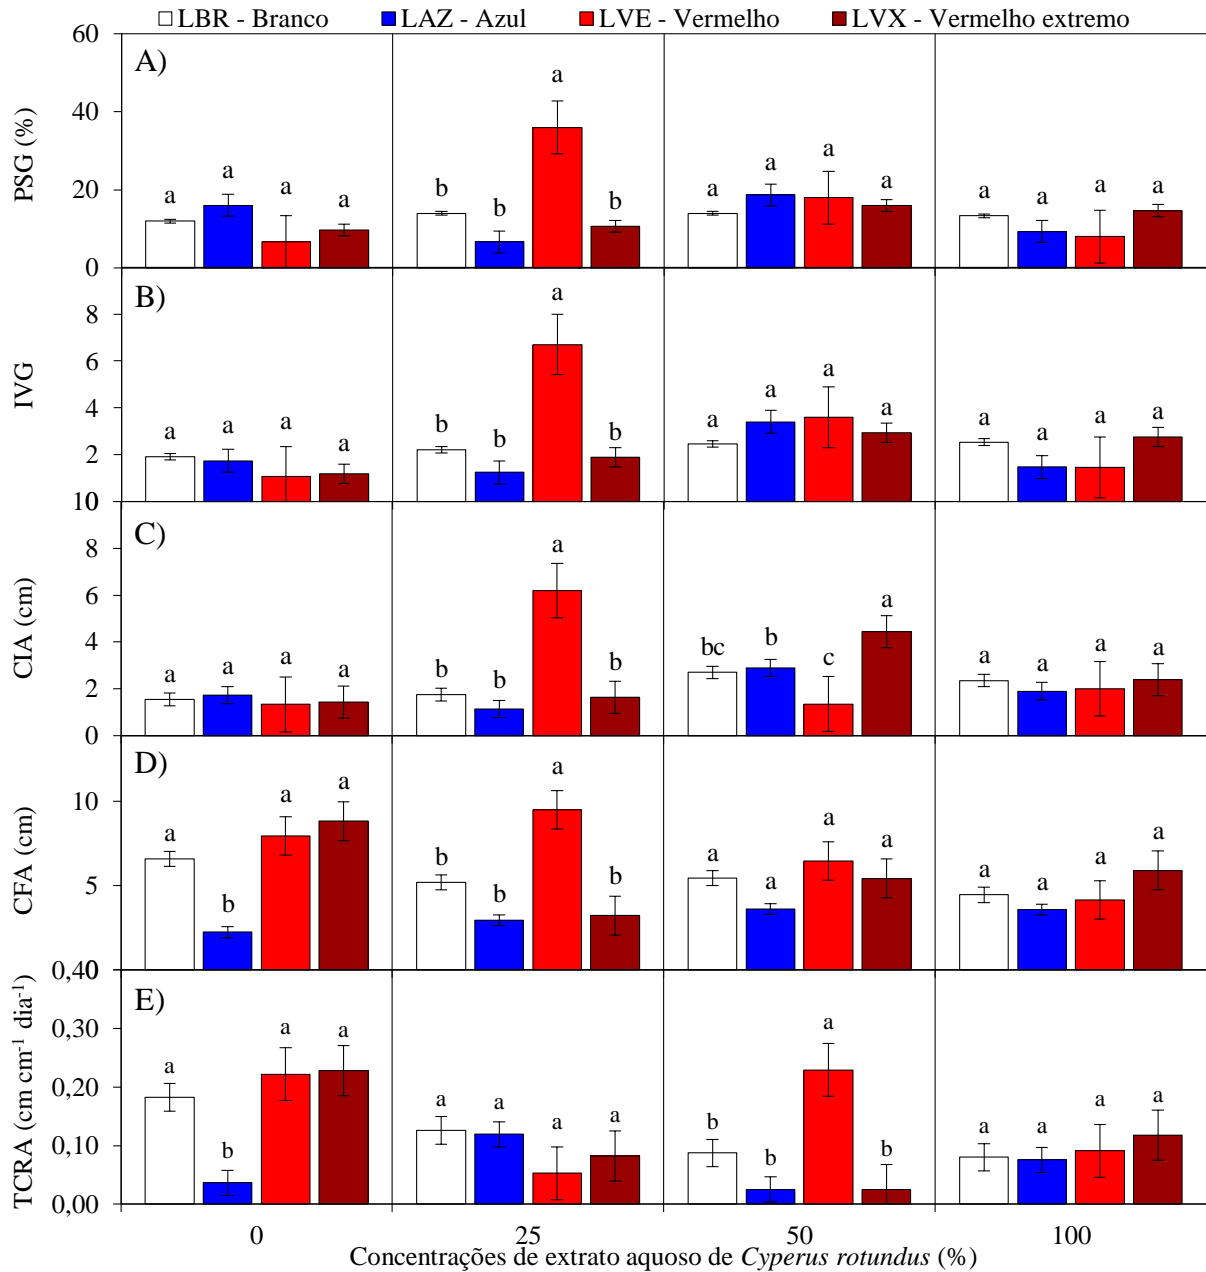 LBR - Branco LAZ - Azul LVE - Vermelho LVX - Vermelho extremo
A)
PSG (%)
60
40
20
0
a a a a
b b a b
a a a a
a a a a
B)
IVG
8
6
4
2
0
a a a a
b b a b
a a a a
a a a a
C)
CIA (cm)
10
8
6
4
2
0
a a a a
b b a b
bc b c a
a a a a
D)
CFA (cm)
10
5
0
a b a a
b b a b
a a a a
a a a a
E)
TCRA (cm cm-1 dia-1)
0,40
0,30
0,20
0,10
0,00
a b a a
a a a a
b b a b
a a a a
0 25 50 100
Concentrações de extrato aquoso de Cyperus rotundus (%)